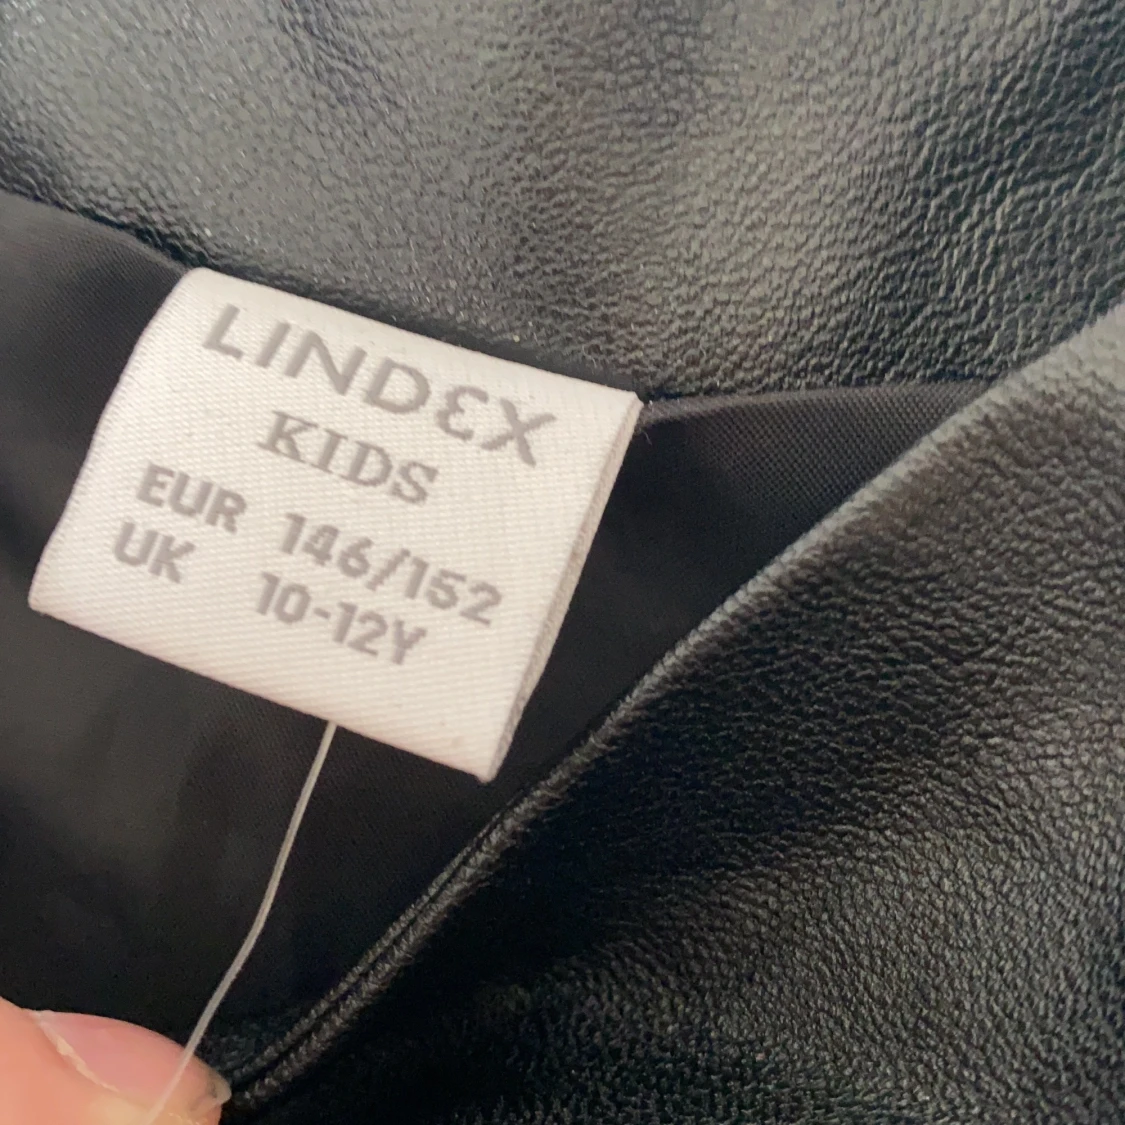 LINDEX
KIDS
EUR 146/152
UK 10-12Y